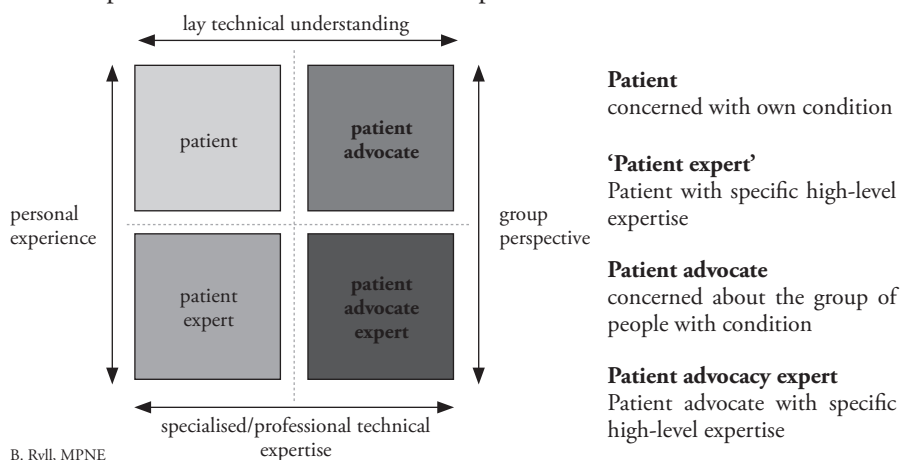 lay technical understanding
patient
patient
advocate
personal
experience
group
perspective
patient
expert
patient
advocate
expert
specialised/professional technical
expertise
B. Ryll, MPNE
Patient
concerned with own condition
‘Patient expert’
Patient with specific high-level
expertise
Patient advocate
concerned about the group of
people with condition
Patient advocacy expert
Patient advocate with specific
high-level expertise